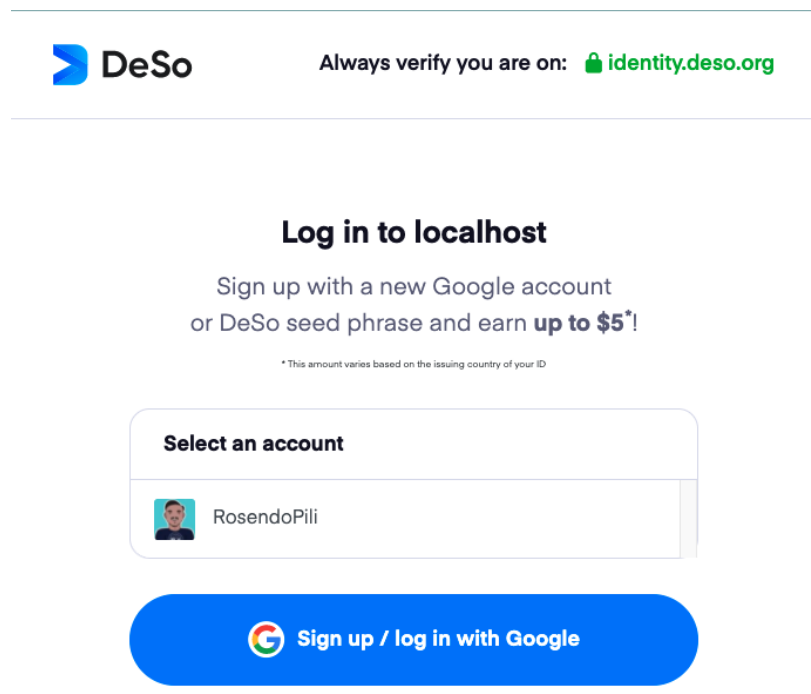 DeSo
Always verify you are on: identity.deso.org
Log in to localhost
Sign up with a new Google account
or DeSo seed phrase and earn up to $5*!
* This amount varies based on the issuing country of your ID
Select an account
RosendoPili
Sign up / log in with Google